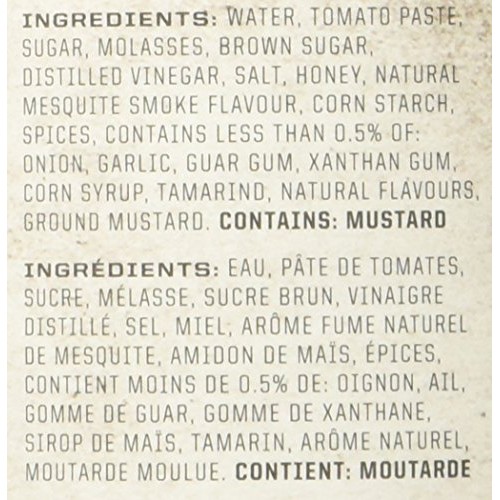 INGREDIENTS: WATER, TOMATO PASTE,
SUGAR, MOLASSES, BROWN SUGAR,
DISTILLED VINEGAR, SALT, HONEY, NATURAL
MESQUITE SMOKE FLAVOUR, CORN STARCH,
SPICES, CONTAINS LESS THAN 0.5% OF:
ONION, GARLIC, GUAR GUM, XANTHAN GUM,
CORN SYRUP, TAMARIND, NATURAL FLAVOURS,
GROUND MUSTARD. CONTAINS: MUSTARD
INGRÉDIENTS: EAU, PÂTE DE TOMATES,
SUCRE, MÉLASSE, SUCRE BRUN, VINAIGRE
DISTILLÉ, SEL, MIEL, ARÔME FUME NATUREL
DE MESQUITE, AMIDON DE MAÏS, ÉPICES,
CONTIENT MOINS DE 0.5% DE: OIGNON, AIL,
GOMME DE GUAR, GOMME DE XANTHANE,
SIROP DE MAÏS, TAMARIN, ARÔME NATUREL,
MOUTARDE MOULUE. CONTIENT: MOUTARDE